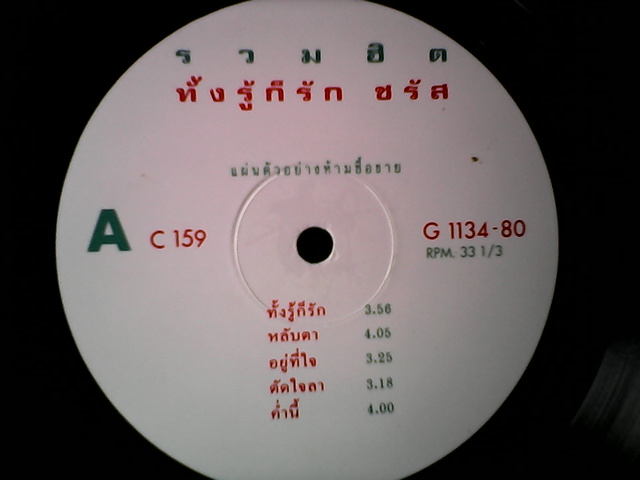 รวมฮิต
ทั้งรู้ก็รัก ชรัส
แผ่นตัวอย่างห้ามซื้อขาย
A C 159
G 1134-80
RPM. 33 1/3
ทั้งรู้ก็รัก 3.56
หลับตา 4.05
อยู่ที่ใจ 3.25
ตัดใจลา 3.18
ค่ำนี้ 4.00